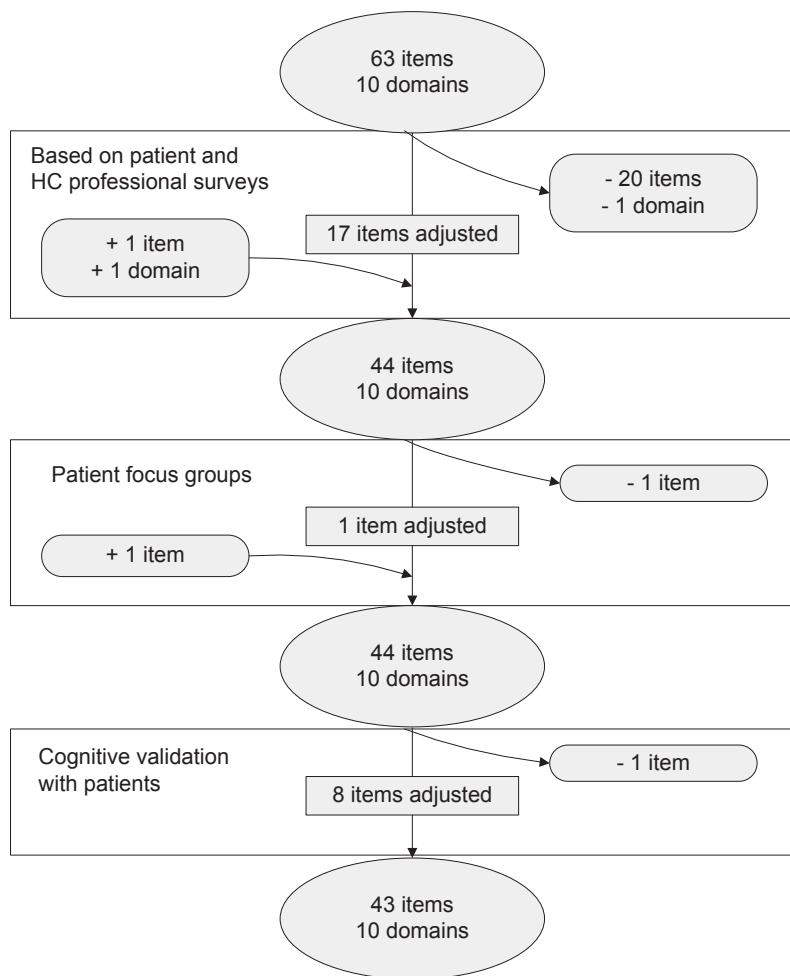 63 items
10 domains
Based on patient and
HC professional surveys
- 20 items
- 1 domain
17 items adjusted
+ 1 item
+ 1 domain
44 items
10 domains
Patient focus groups
- 1 item
1 item adjusted
+ 1 item
44 items
10 domains
Cognitive validation
with patients
- 1 item
8 items adjusted
43 items
10 domains